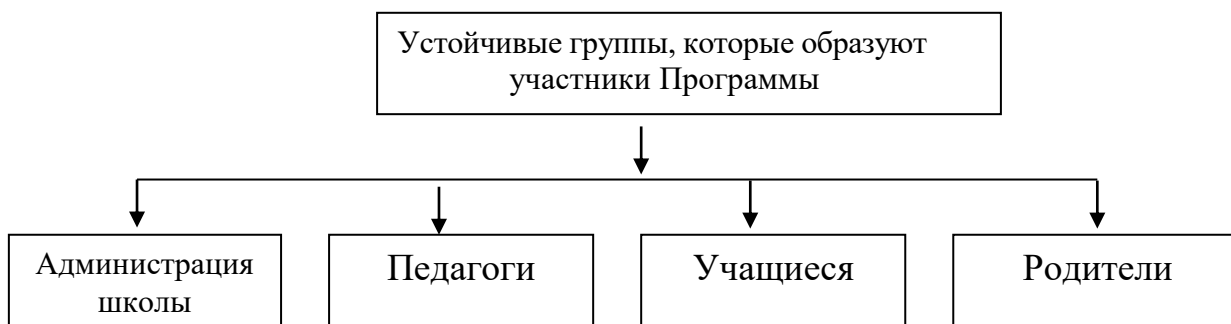 Устойчивые группы, которые образуют
участники Программы
Администрация
школы
Педагоги
Учащиеся
Родители